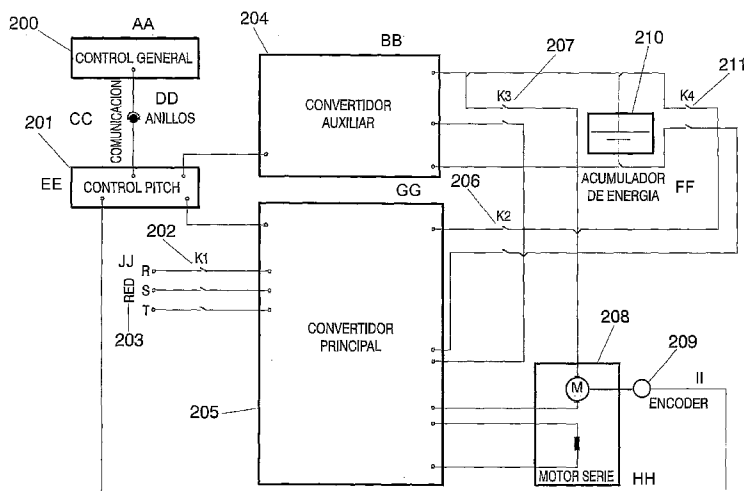 200
AA
CONTROL GENERAL
CC
COMUNICACION
DD
ANILLOS
201
EE
CONTROL PITCH
204
BB
CONVERTIDOR
AUXILIAR
207
K3
210
211
K4
ACUMULADOR
DE ENERGIA
FF
GG
206
K2
202
K1
JJ
R
S
T
RED
203
CONVERTIDOR
PRINCIPAL
205
208
209
M
II
ENCODER
MOTOR SERIE
HH